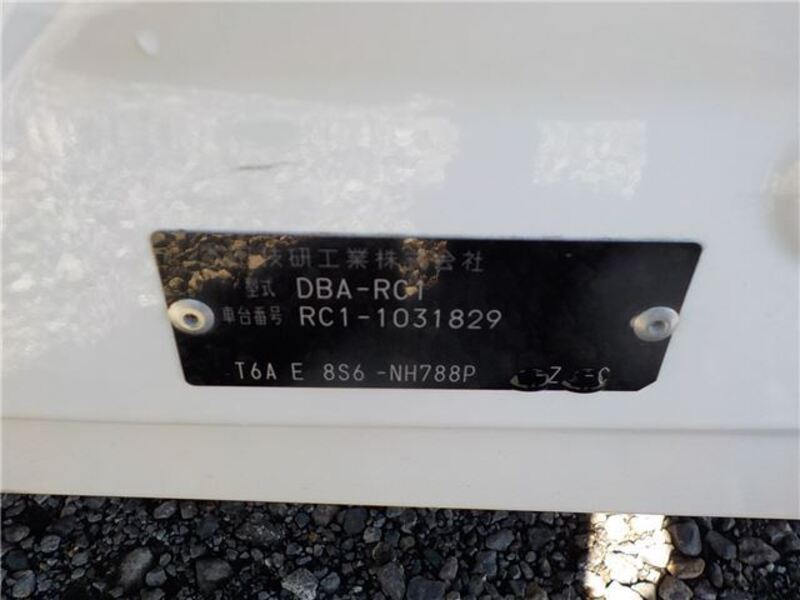 技研工業株式会社
型式 DBA-RC1
車台番号 RC1-1031829
T6A E 8S6 -NH788P